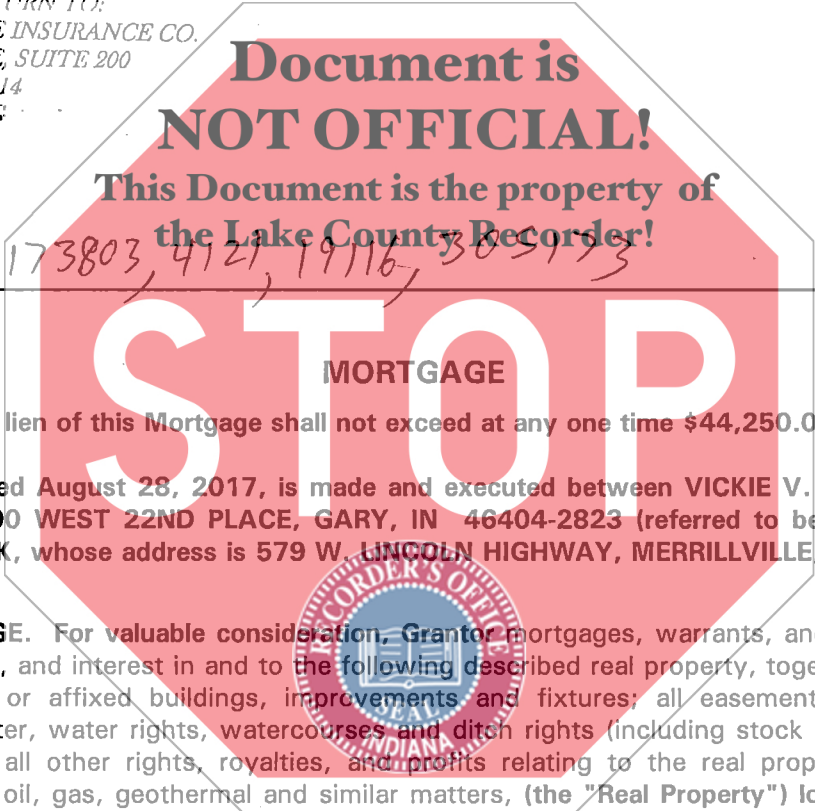 INSURANCE CO.
SUITE 200
14
Document is
NOT OFFICIAL!
This Document is the property of
the Lake County Recorder!
173803, 4121, 19116, 305173
STOP
MORTGAGE
lien of this Mortgage shall not exceed at any one time $44,250.0
ed August 28, 2017, is made and executed between VICKIE V.
0 WEST 22ND PLACE, GARY, IN 46404-2823 (referred to be
K, whose address is 579 W. LINCOLN HIGHWAY, MERRILLVILLE,
GE. For valuable consideration, Grantor mortgages, warrants, an
, and interest in and to the following described real property, toge
or affixed buildings, improvements and fixtures; all easement
ter, water rights, watercourses and ditch rights (including stock
all other rights, royalties, and profits relating to the real prop
oil, gas, geothermal and similar matters, (the "Real Property") lo
RECORDER'S OFFICE
SEAL
INDIANA